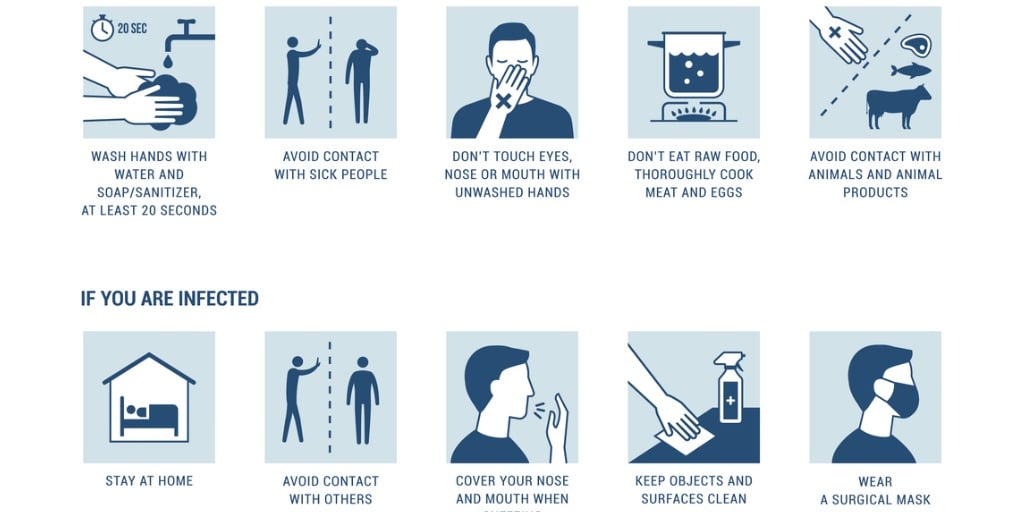 20 SEC
WASH HANDS WITH
WATER AND
SOAP/SANITIZER,
AT LEAST 20 SECONDS
AVOID CONTACT
WITH SICK PEOPLE
DON'T TOUCH EYES,
NOSE OR MOUTH WITH
UNWASHED HANDS
DON'T EAT RAW FOOD,
THOROUGHLY COOK
MEAT AND EGGS
AVOID CONTACT WITH
ANIMALS AND ANIMAL
PRODUCTS
IF YOU ARE INFECTED
STAY AT HOME
AVOID CONTACT
WITH OTHERS
COVER YOUR NOSE
AND MOUTH WHEN
KEEP OBJECTS AND
SURFACES CLEAN
WEAR
A SURGICAL MASK